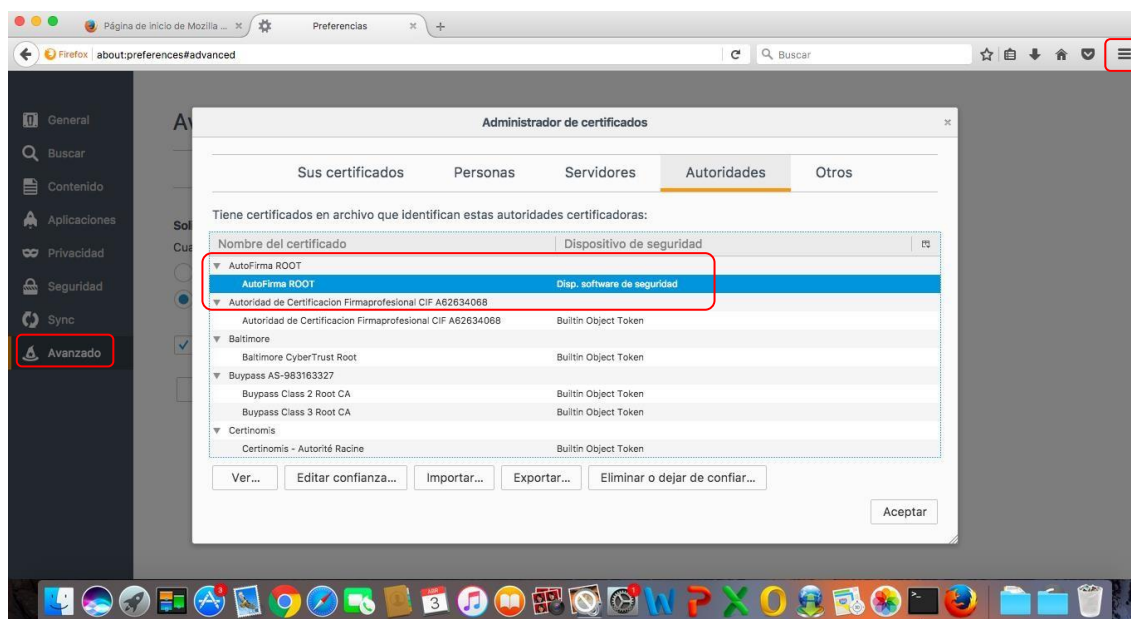 Página de inicio de Mozilla ...
Preferencias
Firefox about:preferences#advanced
Buscar
General
Buscar
Contenido
Aplicaciones
Privacidad
Seguridad
Sync
Avanzado
Av
Sol
Cua
Administrador de certificados
Sus certificados Personas Servidores Autoridades Otros
Tiene certificados en archivo que identifican estas autoridades certificadoras:
Nombre del certificado Dispositivo de seguridad
AutoFirma ROOT
AutoFirma ROOT Disp. software de seguridad
Autoridad de Certificacion Firmaprofesional CIF A62634068
Autoridad de Certificacion Firmaprofesional CIF A62634068 Builtin Object Token
Baltimore
Baltimore CyberTrust Root Builtin Object Token
Buypass AS-983163327
Buypass Class 2 Root CA Builtin Object Token
Buypass Class 3 Root CA Builtin Object Token
Certinomis
Certinomis - Autorité Racine Builtin Object Token
Ver... Editar confianza... Importar... Exportar... Eliminar o dejar de confiar...
Aceptar
3